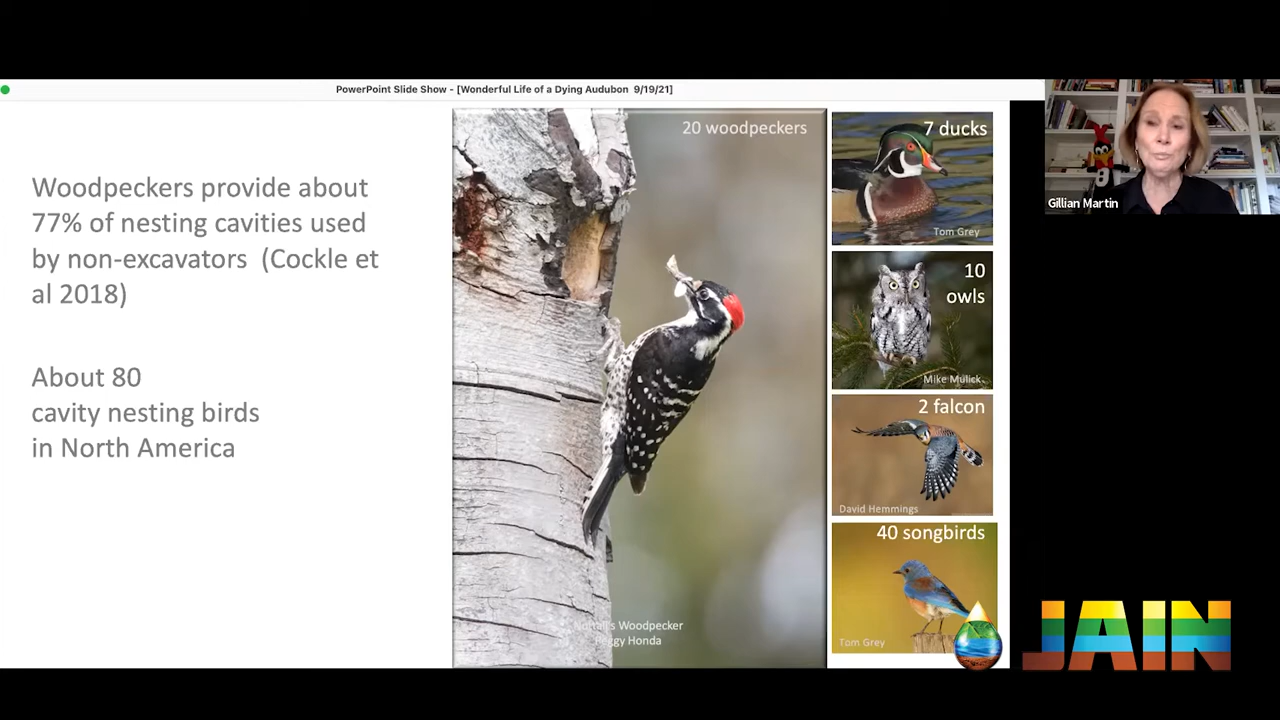 PowerPoint Slide Show - [Wonderful Life of a Dying Audubon 9/19/21]
Woodpeckers provide about
77% of nesting cavities used
by non-excavators (Cockle et
al 2018)
About 80
cavity nesting birds
in North America
20 woodpeckers
Nuttall's Woodpecker
Peggy Honda
7 ducks
Tom Grey
10
owls
Mike Mulick
2 falcon
David Hemmings
40 songbirds
Tom Grey
Gillian Martin
JAIN